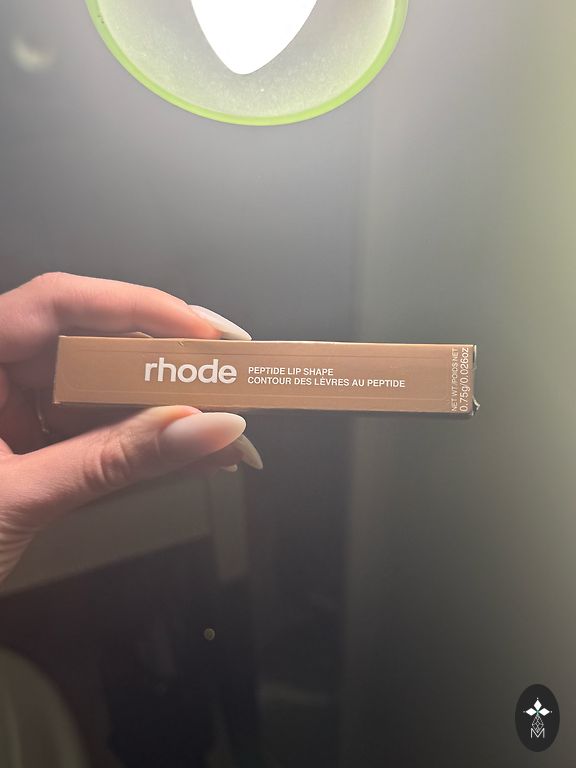 rhode
PEPTIDE LIP SHAPE
CONTOUR DES LÈVRES AU PEPTIDE
NET WT./POIDS NET
0.75g/0.026oz
M